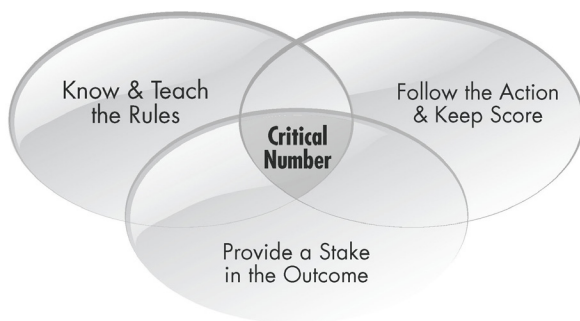 Know & Teach
the Rules
Follow the Action
& Keep Score
Critical
Number
Provide a Stake
in the Outcome